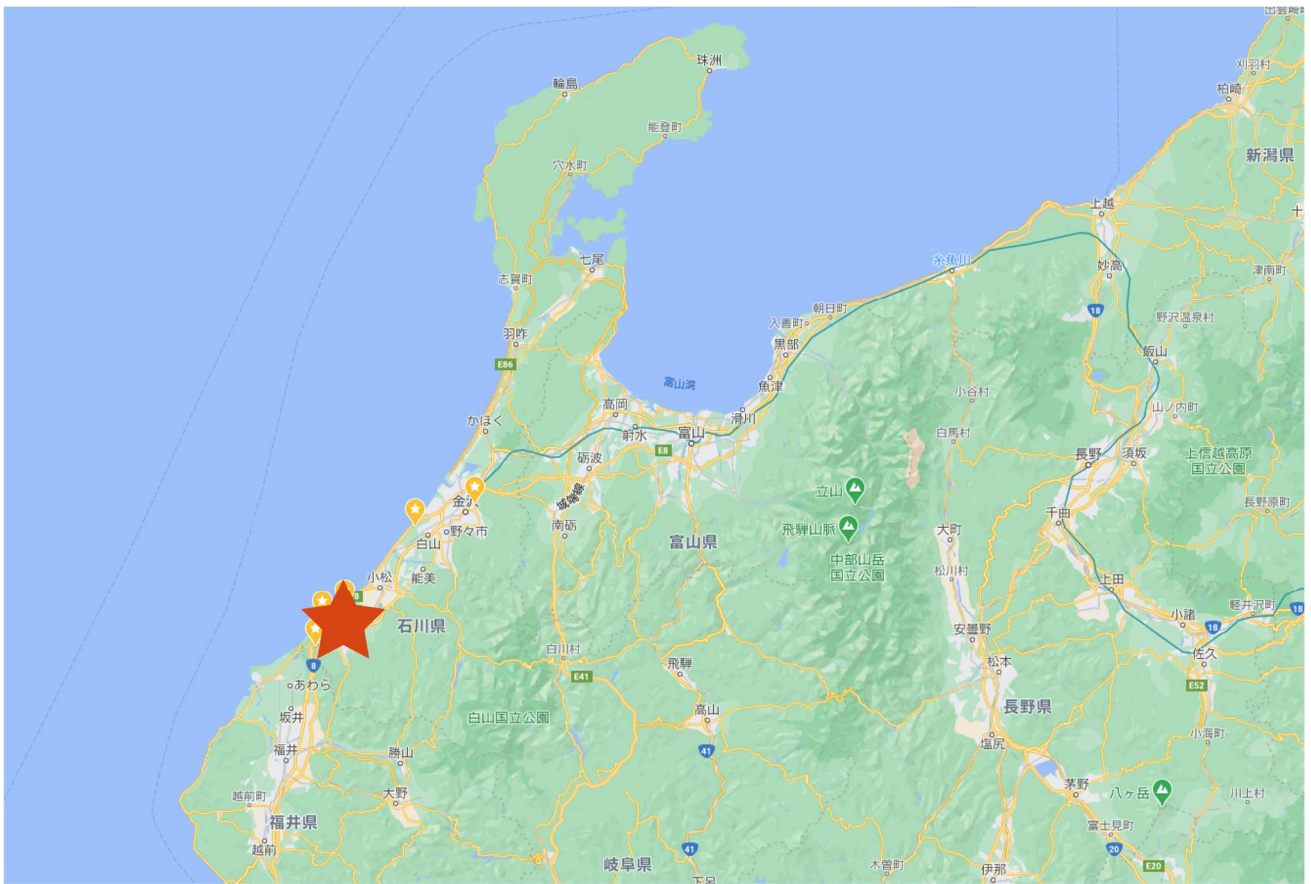 出雲崎町
刈羽村
珠洲
輪島
柏崎
能登町
新潟県
穴水町
上越
十
七尾
糸魚川
妙高
津南町
志賀町
朝日町
18
入善町
野沢温泉村
羽咋
黒部
飯山
E86
富山湾
魚津
小谷村
高岡
山ノ内町
かほく
滑川
射水
富山
白馬村
E8
砺波
長野
須坂
上信越高原
国立公園
立山
城端線
金沢
長野原町
千曲
南砺
飛騨山脈
大町
野々市
白山
富山県
中部山岳
国立公園
松川村
小松
能美
上田
8
軽井沢町
小諸
18
18
石川県
安曇野
白川村
佐久
飛騨
松本
8
E41
あわら
E52
長野県
高山
坂井
白山国立公園
小海町
塩尻
福井
勝山
41
茅野
八ヶ岳
川上村
越前町
大野
福井県
富士見町
越前
41
20
岐阜県
木曽町
伊那
E20
下呂